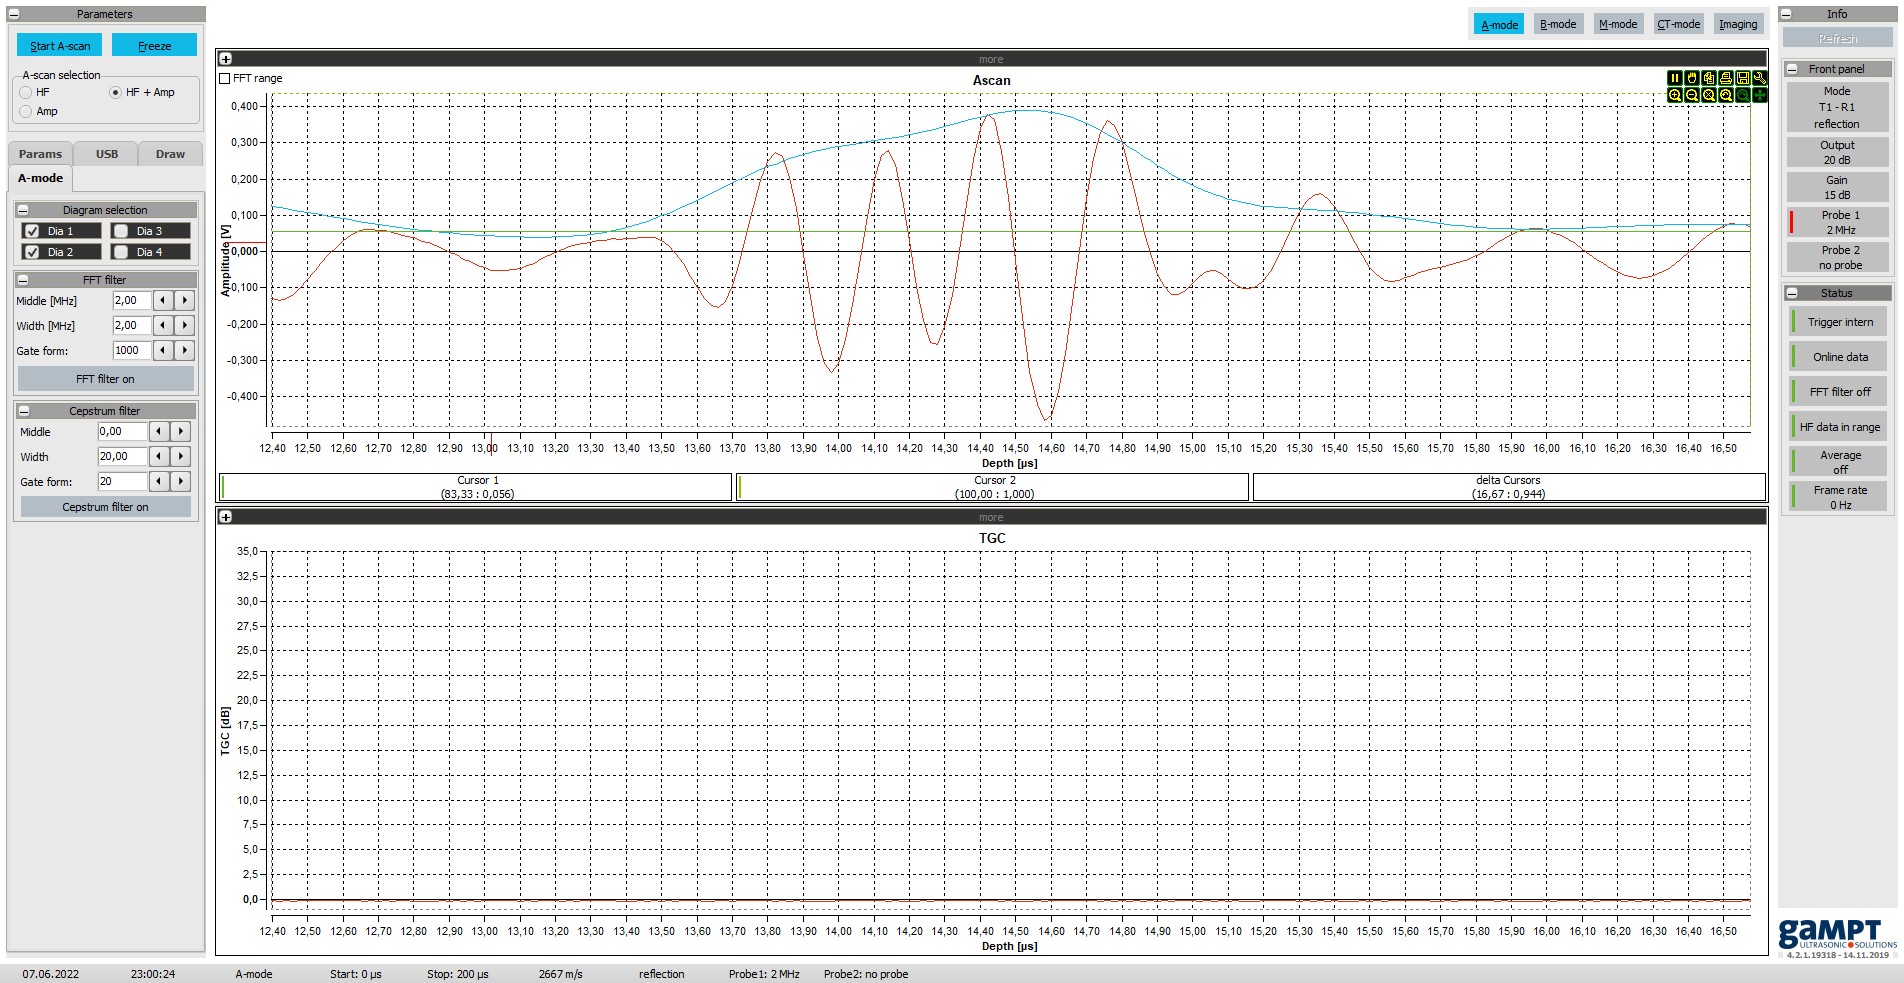 Parameters
Start A-scan
Freeze
A-scan selection
HF
HF + Amp
Amp
Params
USB
Draw
A-mode
Diagram selection
Dia 1
Dia 3
Dia 2
Dia 4
FFT filter
Middle [MHz]
2,00
Width [MHz]
2,00
Gate form:
1000
FFT filter on
Cepstrum filter
Middle
0,00
Width
20,00
Gate form:
20
Cepstrum filter on
A-mode
B-mode
M-mode
CT-mode
Imaging
more
FFT range
Ascan
Amplitude [V]
0,400
0,300
0,200
0,100
0,000
-0,100
-0,200
-0,300
-0,400
12,40 12,50 12,60 12,70 12,80 12,90 13,00 13,10 13,20 13,30 13,40 13,50 13,60 13,70 13,80 13,90 14,00 14,10 14,20 14,30 14,40 14,50 14,60 14,70 14,80 14,90 15,00 15,10 15,20 15,30 15,40 15,50 15,60 15,70 15,80 15,90 16,00 16,10 16,20 16,30 16,40 16,50
Depth [µs]
Cursor 1
(83,33 : 0,056)
Cursor 2
(100,00 : 1,000)
delta Cursors
(16,67 : 0,944)
more
TGC
TGC [dB]
35,0
32,5
30,0
27,5
25,0
22,5
20,0
17,5
15,0
12,5
10,0
7,5
5,0
2,5
0,0
12,40 12,50 12,60 12,70 12,80 12,90 13,00 13,10 13,20 13,30 13,40 13,50 13,60 13,70 13,80 13,90 14,00 14,10 14,20 14,30 14,40 14,50 14,60 14,70 14,80 14,90 15,00 15,10 15,20 15,30 15,40 15,50 15,60 15,70 15,80 15,90 16,00 16,10 16,20 16,30 16,40 16,50
Depth [µs]
Info
Refresh
Front panel
Mode
T1 - R1
reflection
Output
20 dB
Gain
15 dB
Probe 1
2 MHz
Probe 2
no probe
Status
Trigger intern
Online data
FFT filter off
HF data in range
Average
off
Frame rate
0 Hz
gAMPT
ULTRASONIC SOLUTIONS
4.2.1.19318 - 14.11.2019
07.06.2022
23:00:24
A-mode
Start: 0 µs
Stop: 200 µs
2667 m/s
reflection
Probe1: 2 MHz
Probe2: no probe